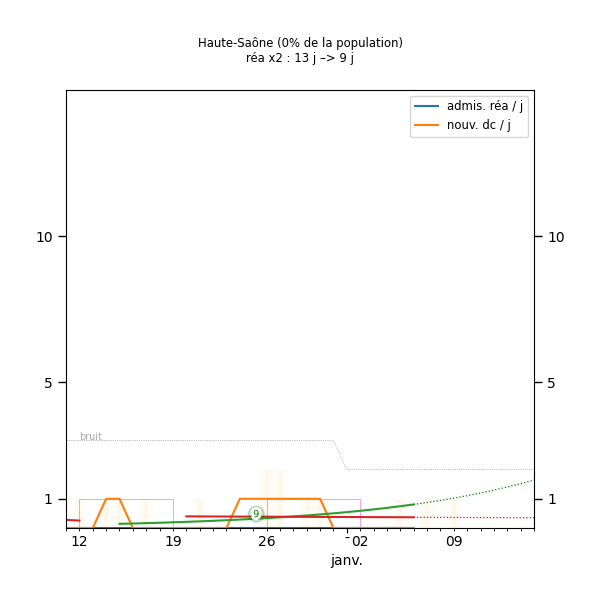 Haute-Saône (0% de la population)
réa x2 : 13 j –> 9 j
admis. réa / j
nouv. dc / j
10
10
5
5
bruit
1
1
9
12
19
26
02
09
janv.